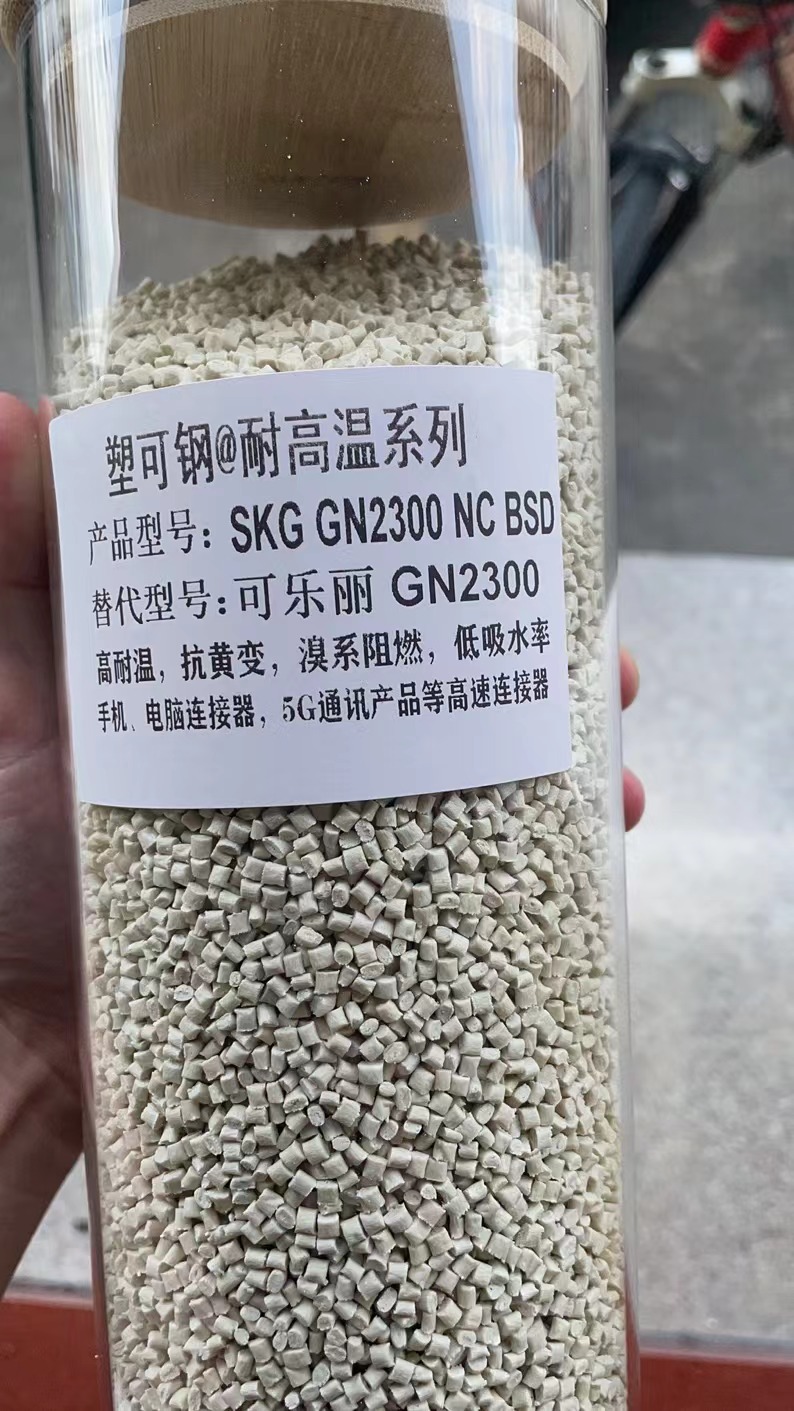 塑可钢@耐高温系列
产品型号：SKG GN2300 NC BSD
替代型号：可乐丽 GN2300
高耐温，抗黄变，溴系阻燃，低吸水率
手机、电脑连接器，5G通讯产品等高速连接器